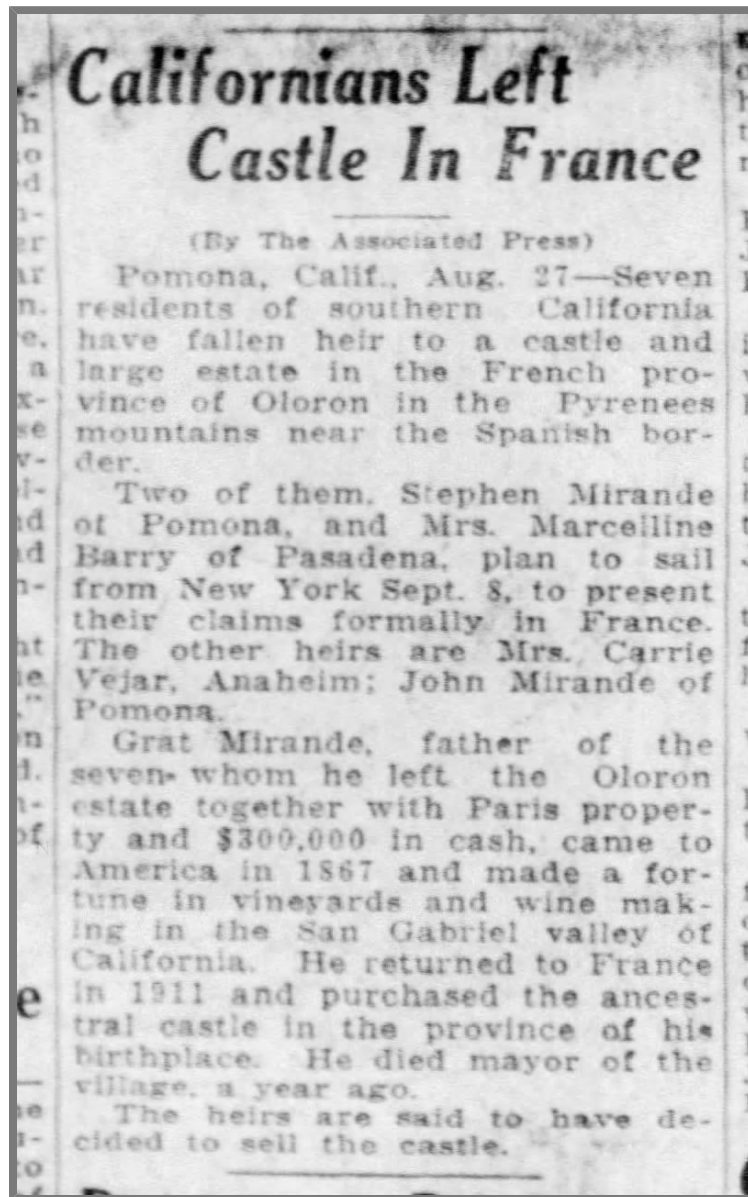 Californians Left
Castle In France
(By The Associated Press)
Pomona, Calif., Aug. 27—Seven
residents of southern California
have fallen heir to a castle and
large estate in the French pro-
vince of Oloron in the Pyrenees
mountains near the Spanish bor-
der.
Two of them, Stephen Mirande
of Pomona, and Mrs. Marcelline
Barry of Pasadena, plan to sail
from New York Sept. 8, to present
their claims formally in France.
The other heirs are Mrs. Carrie
Vejar, Anaheim; John Mirande of
Pomona.
Grat Mirande, father of the
seven whom he left the Oloron
estate together with Paris proper-
ty and $300,000 in cash, came to
America in 1867 and made a for-
tune in vineyards and wine mak-
ing in the San Gabriel valley of
California. He returned to France
in 1911 and purchased the ances-
tral castle in the province of his
birthplace. He died mayor of the
village, a year ago.
The heirs are said to have de-
cided to sell the castle.